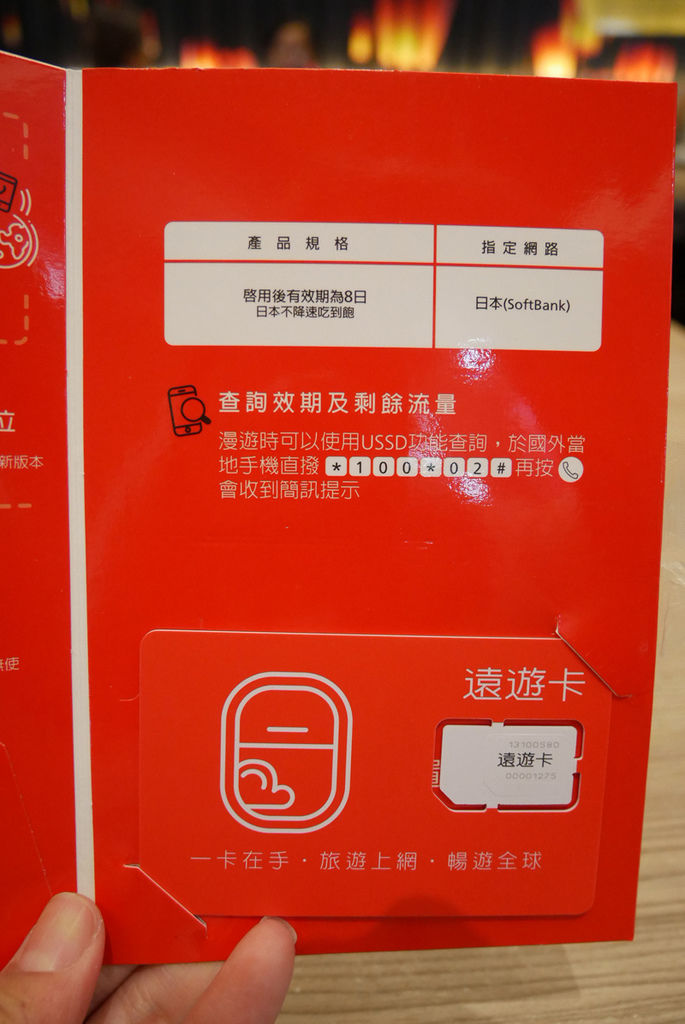 立
新版本
使
產品規格
指定網路
啓用後有效期為8日
日本不降速吃到飽
日本(SoftBank)
查詢效期及剩餘流量
漫遊時可以使用USSD功能查詢，於國外當
地手機直撥*100*02#再按
會收到簡訊提示
遠遊卡
13100580
遠遊卡
00001275
一卡在手·旅遊上網·暢遊全球